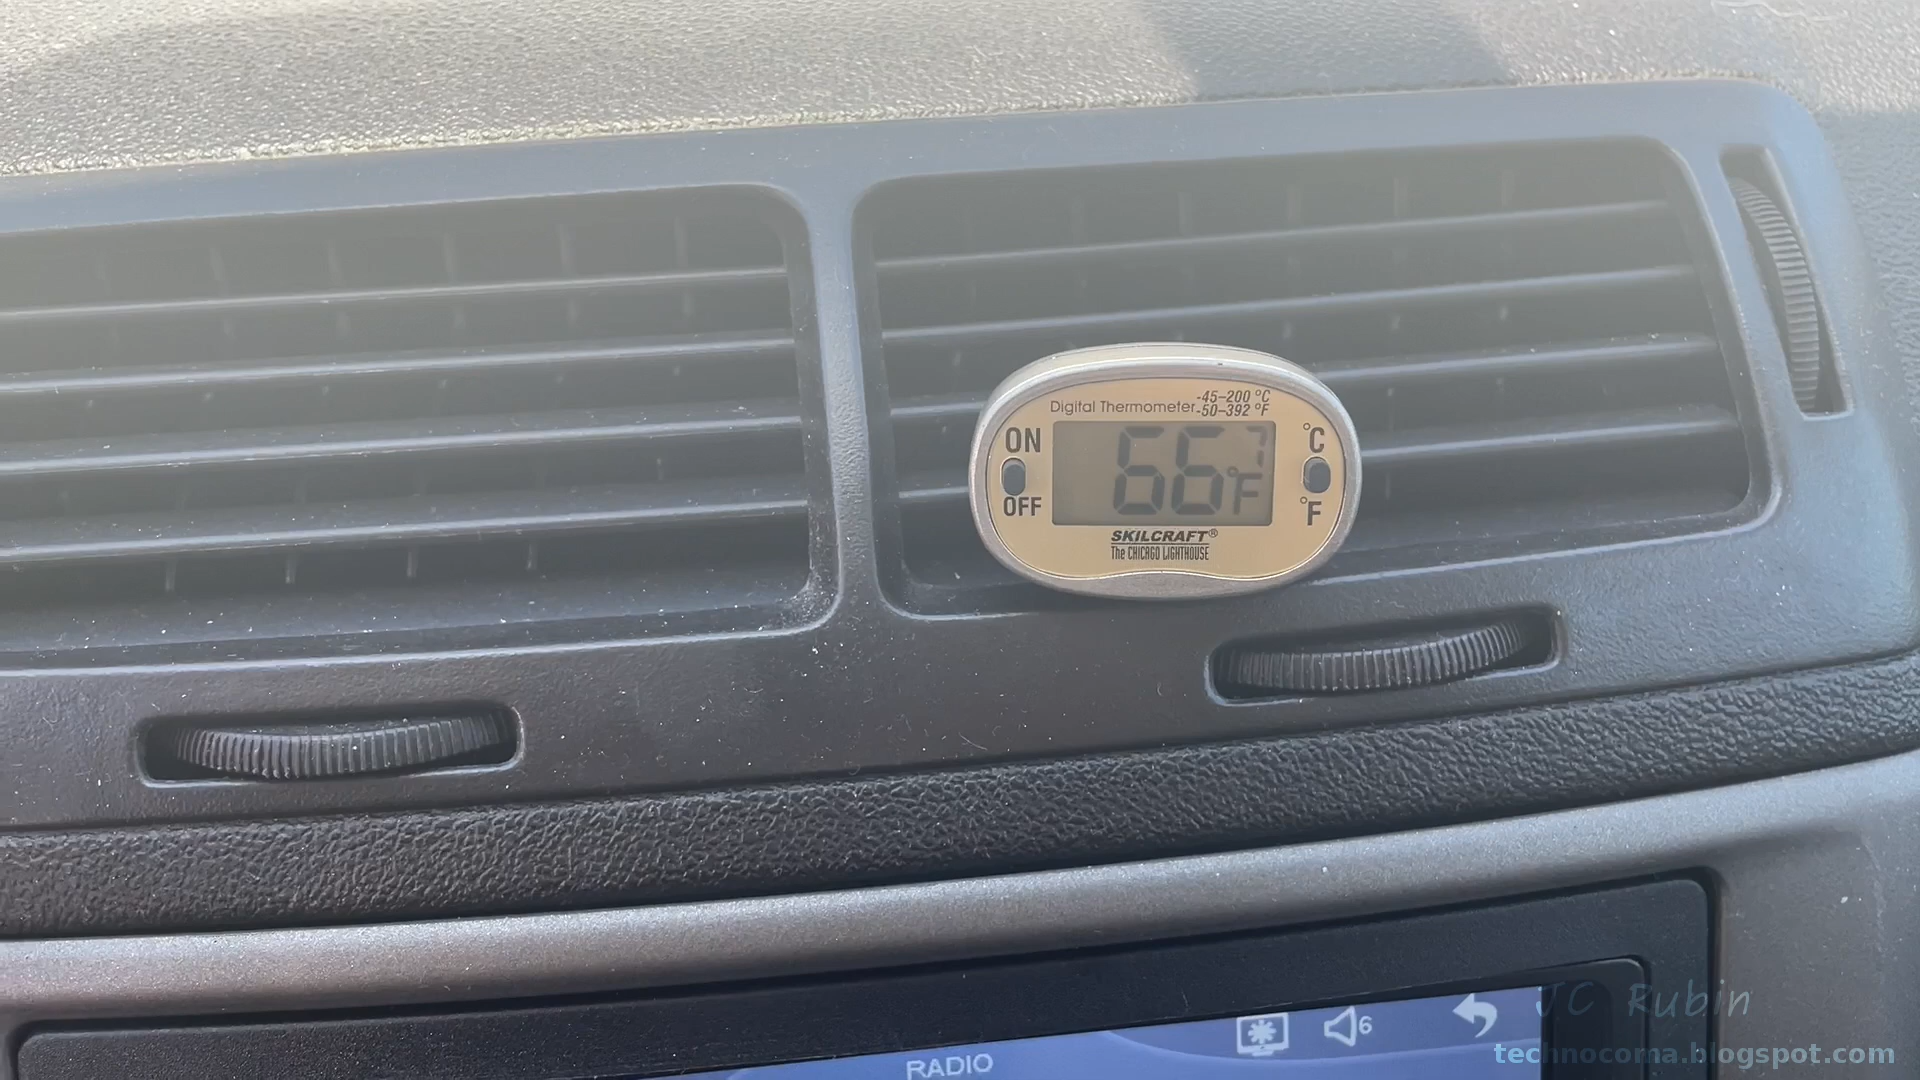 -45–200 °C
Digital Thermometer -50–392 °F
ON
OFF
66.7 °F
°C
°F
SKILCRAFT®
The CHICAGO LIGHTHOUSE
6
RADIO
JC Rubin
technocorna.blogspot.com